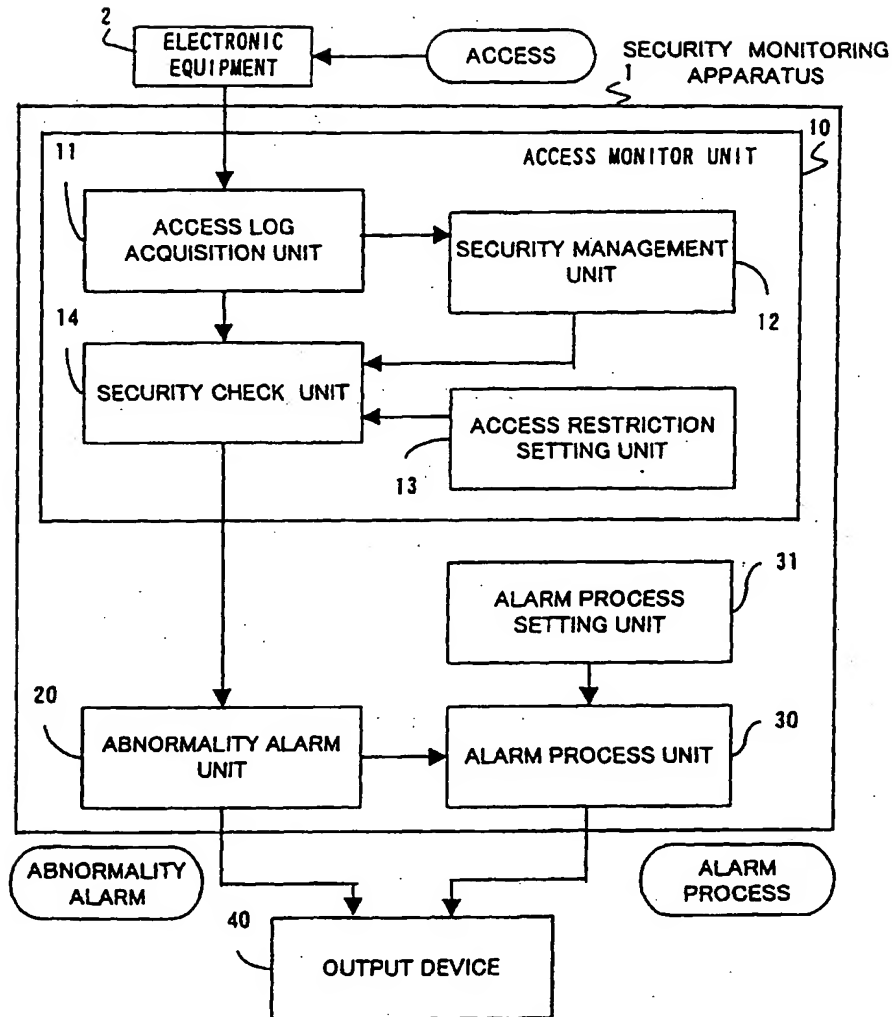 2
ELECTRONIC
EQUIPMENT
ACCESS
SECURITY MONITORING
APPARATUS
1
10
ACCESS MONITOR UNIT
11
ACCESS LOG
ACQUISITION UNIT
SECURITY MANAGEMENT
UNIT
12
14
SECURITY CHECK UNIT
ACCESS RESTRICTION
SETTING UNIT
13
31
ALARM PROCESS
SETTING UNIT
20
ABNORMALITY ALARM
UNIT
30
ALARM PROCESS UNIT
ABNORMALITY
ALARM
ALARM
PROCESS
40
OUTPUT DEVICE